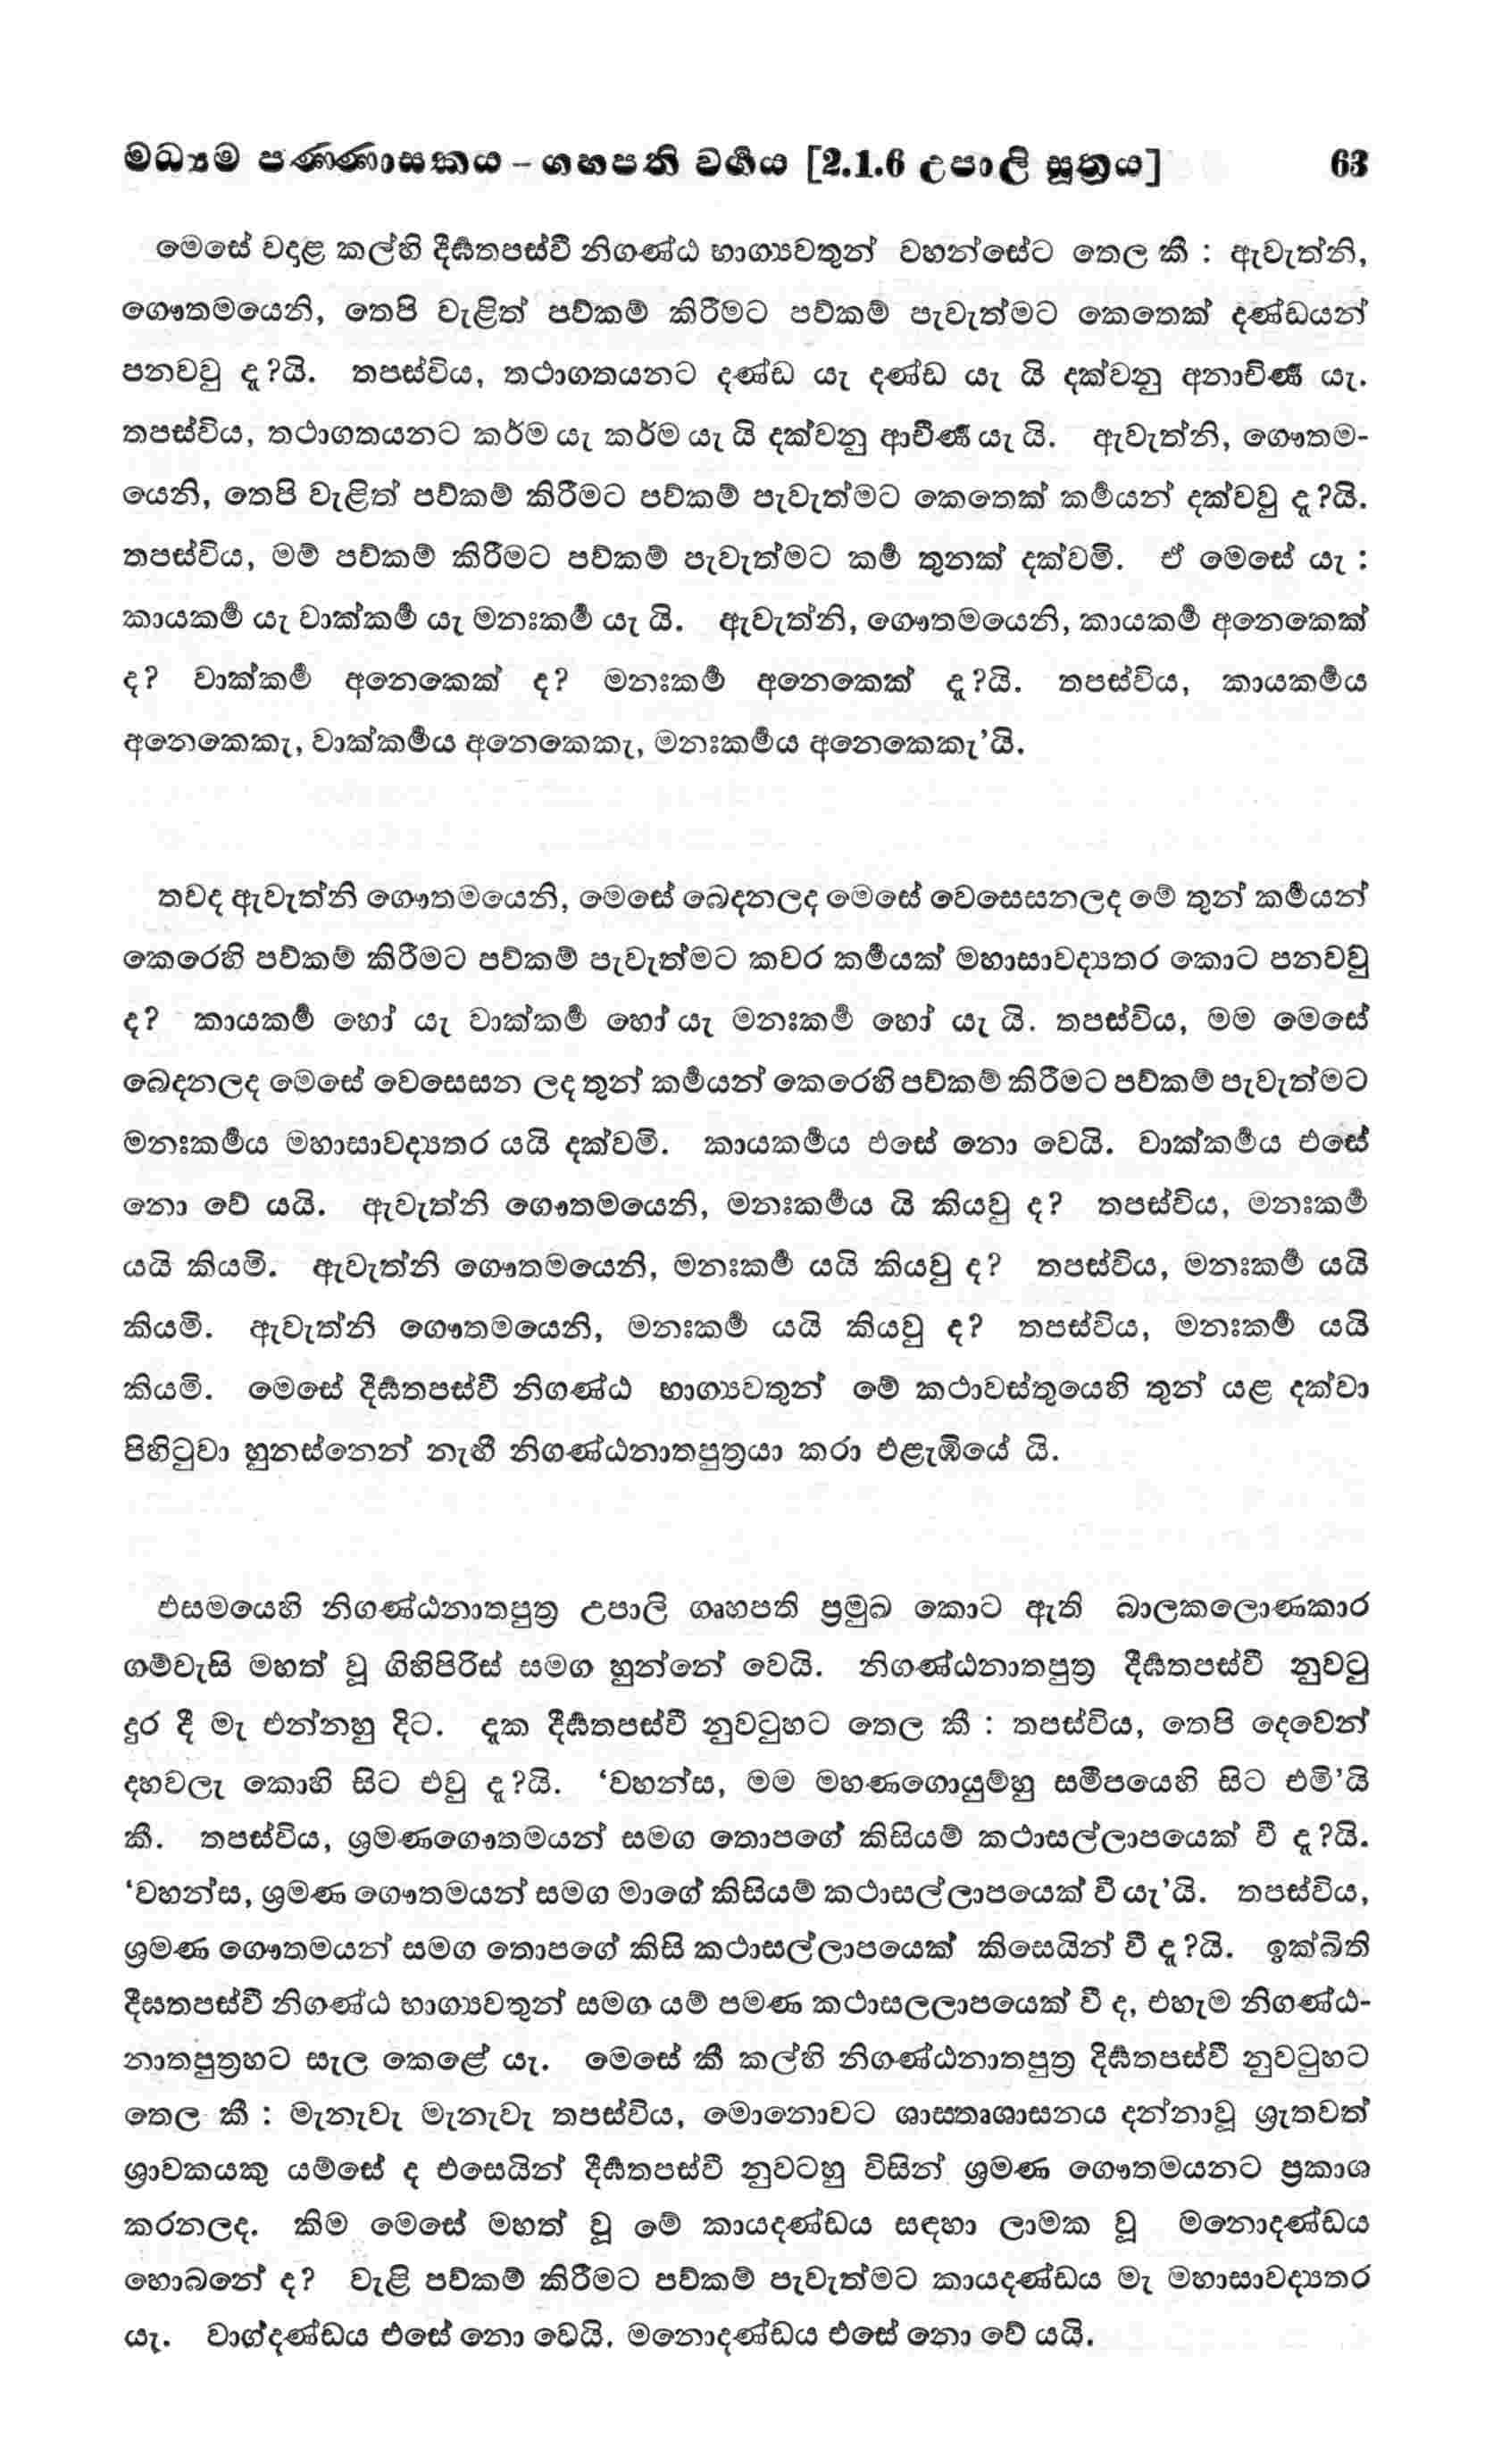 මධ්‍යම පණ්ණාසකය – ගහපති වර්‍ගය [2.1.6 උපාලි සූත්‍රය] 63
මෙසේ වදාළ කල්හි දීර්‍ඝතපස්වී නිගණ්ඨ භාග්‍යවතුන් වහන්සේට තෙල කී : ඇවැත්නි,
ගෞතමයෙනි, තෙපි වැළිත් පව්කම් කිරීමට පව්කම් පැවැත්මට කෙතෙක් දණ්ඩයන්
පනවවු දැ?යි. තපස්විය, තථාගතයනට දණ්ඩ යැ දණ්ඩ යැ යි දක්වනු අනාචිර්‍ණ යැ.
තපස්විය, තථාගතයනට කර්ම යැ කර්ම යැ යි දක්වනු ආචීර්‍ණ යැ යි. ඇවැත්නි, ගෞතම-
යෙනි, තෙපි වැළිත් පව්කම් කිරීමට පව්කම් පැවැත්මට කෙතෙක් කර්‍මයන් දක්වවු දැ?යි.
තපස්විය, මම් පව්කම් කිරීමට පව්කම් පැවැත්මට කර්‍ම තුනක් දක්වමි. ඒ මෙසේ යැ :
කායකර්‍ම යැ වාක්කර්‍ම යැ මනඃකර්‍ම යැ යි. ඇවැත්නි, ගෞතමයෙනි, කායකර්‍ම අනෙකෙක්
ද? වාක්කර්‍ම අනෙකෙක් ද? මනඃකර්‍ම අනෙකෙක් දැ?යි. තපස්විය, කායකර්‍මය
අනෙකෙකැ, වාක්කර්‍මය අනෙකෙකැ, මනඃකර්‍මය අනෙකෙකැ’යි.
තවද ඇවැත්නි ගෞතමයෙනි, මෙසේ බෙදනලද මෙසේ වෙසෙසනලද මේ තුන් කර්‍මයන්
කෙරෙහි පව්කම් කිරීමට පව්කම් පැවැත්මට කවර කර්‍මයක් මහාසාවද්‍යතර කොට පනවවු
ද? කායකර්‍ම හෝ යැ වාක්කර්‍ම හෝ යැ මනඃකර්‍ම හෝ යැ යි. තපස්විය, මම මෙසේ
බෙදනලද මෙසේ වෙසෙසන ලද තුන් කර්‍මයන් කෙරෙහි පව්කම් කිරීමට පව්කම් පැවැත්මට
මනඃකර්‍මය මහාසාවද්‍යතර යයි දක්වමි. කායකර්‍මය එසේ නො වෙයි. වාක්කර්‍මය එසේ
නො වේ යයි. ඇවැත්නි ගෞතමයෙනි, මනඃකර්‍මය යි කියවු ද? තපස්විය, මනඃකර්‍ම
යයි කියමි. ඇවැත්නි ගෞතමයෙනි, මනඃකර්‍ම යයි කියවු ද? තපස්විය, මනඃකර්‍ම යයි
කියමි. ඇවැත්නි ගෞතමයෙනි, මනඃකර්‍ම යයි කියවු ද? තපස්විය, මනඃකර්‍ම යයි
කියමි. මෙසේ දීර්‍ඝතපස්වී නිගණ්ඨ භාග්‍යවතුන් මේ කථාවස්තුයෙහි තුන් යළ දක්වා
පිහිටුවා හුනස්නෙන් නැඟී නිගණ්ඨනාතපුත්‍රයා කරා එළැඹියේ යි.
එසමයෙහි නිගණ්ඨනාතපුත්‍ර උපාලි ගෘහපති ප්‍රමුඛ කොට ඇති බාලකලොණකාර
ගම්වැසි මහත් වූ ගිහිපිරිස් සමග හුන්නේ වෙයි. නිගණ්ඨනාතපුත්‍ර දීර්‍ඝතපස්වී නුවටු
දුර දී මැ එන්නහු දිට. දැක දීර්‍ඝතපස්වී නුවටුහට තෙල කී : තපස්විය, තෙපි දෙවෙන්
දහවලැ කොහි සිට එවු දැ?යි. ‘වහන්ස, මම මහණගොයුම්හු සමීපයෙහි සිට එමි’යි
කී. තපස්විය, ශ්‍රමණගෞතමයන් සමග තොපගේ කිසියම් කථාසල්ලාපයෙක් වී දැ?යි.
‘වහන්ස, ශ්‍රමණ ගෞතමයන් සමග මාගේ කිසියම් කථාසල්ලාපයෙක් වී යැ’යි. තපස්විය,
ශ්‍රමණ ගෞතමයන් සමග තොපගේ කිසි කථාසල්ලාපයෙක් කිසෙයින් වී දැ?යි. ඉක්බිති
දීඝතපස්වී නිගණ්ඨ භාග්‍යවතුන් සමග යම් පමණ කථාසලලාපයෙක් වී ද, එහැම නිගණ්ඨ-
නාතපුත්‍රහට සැල කෙළේ යැ. මෙසේ කී කල්හි නිගණ්ඨනාතපුත්‍ර දිර්‍ඝතපස්වී නුවටුහට
තෙල කී : මැනැවැ මැනැවැ තපස්විය, මොනොවට ශාසතෘශාසනය දන්නාවූ ශ්‍රැතවත්
ශ්‍රාවකයකු යම්සේ ද එසෙයින් දීර්‍ඝතපස්වී නුවටහු විසින් ශ්‍රමණ ගෞතමයනට ප්‍රකාශ
කරනලද. කිම මෙසේ මහත් වූ මේ කායදණ්ඩය සඳහා ලාමක වූ මනොදණ්ඩය
හොබනේ ද? වැළි පව්කම් කිරීමට පව්කම් පැවැත්මට කායදණ්ඩය මැ මහාසාවද්‍යතර
යැ. වාග්දණ්ඩය එසේ නො වෙයි. මනොදණ්ඩය එසේ නො වේ යයි.